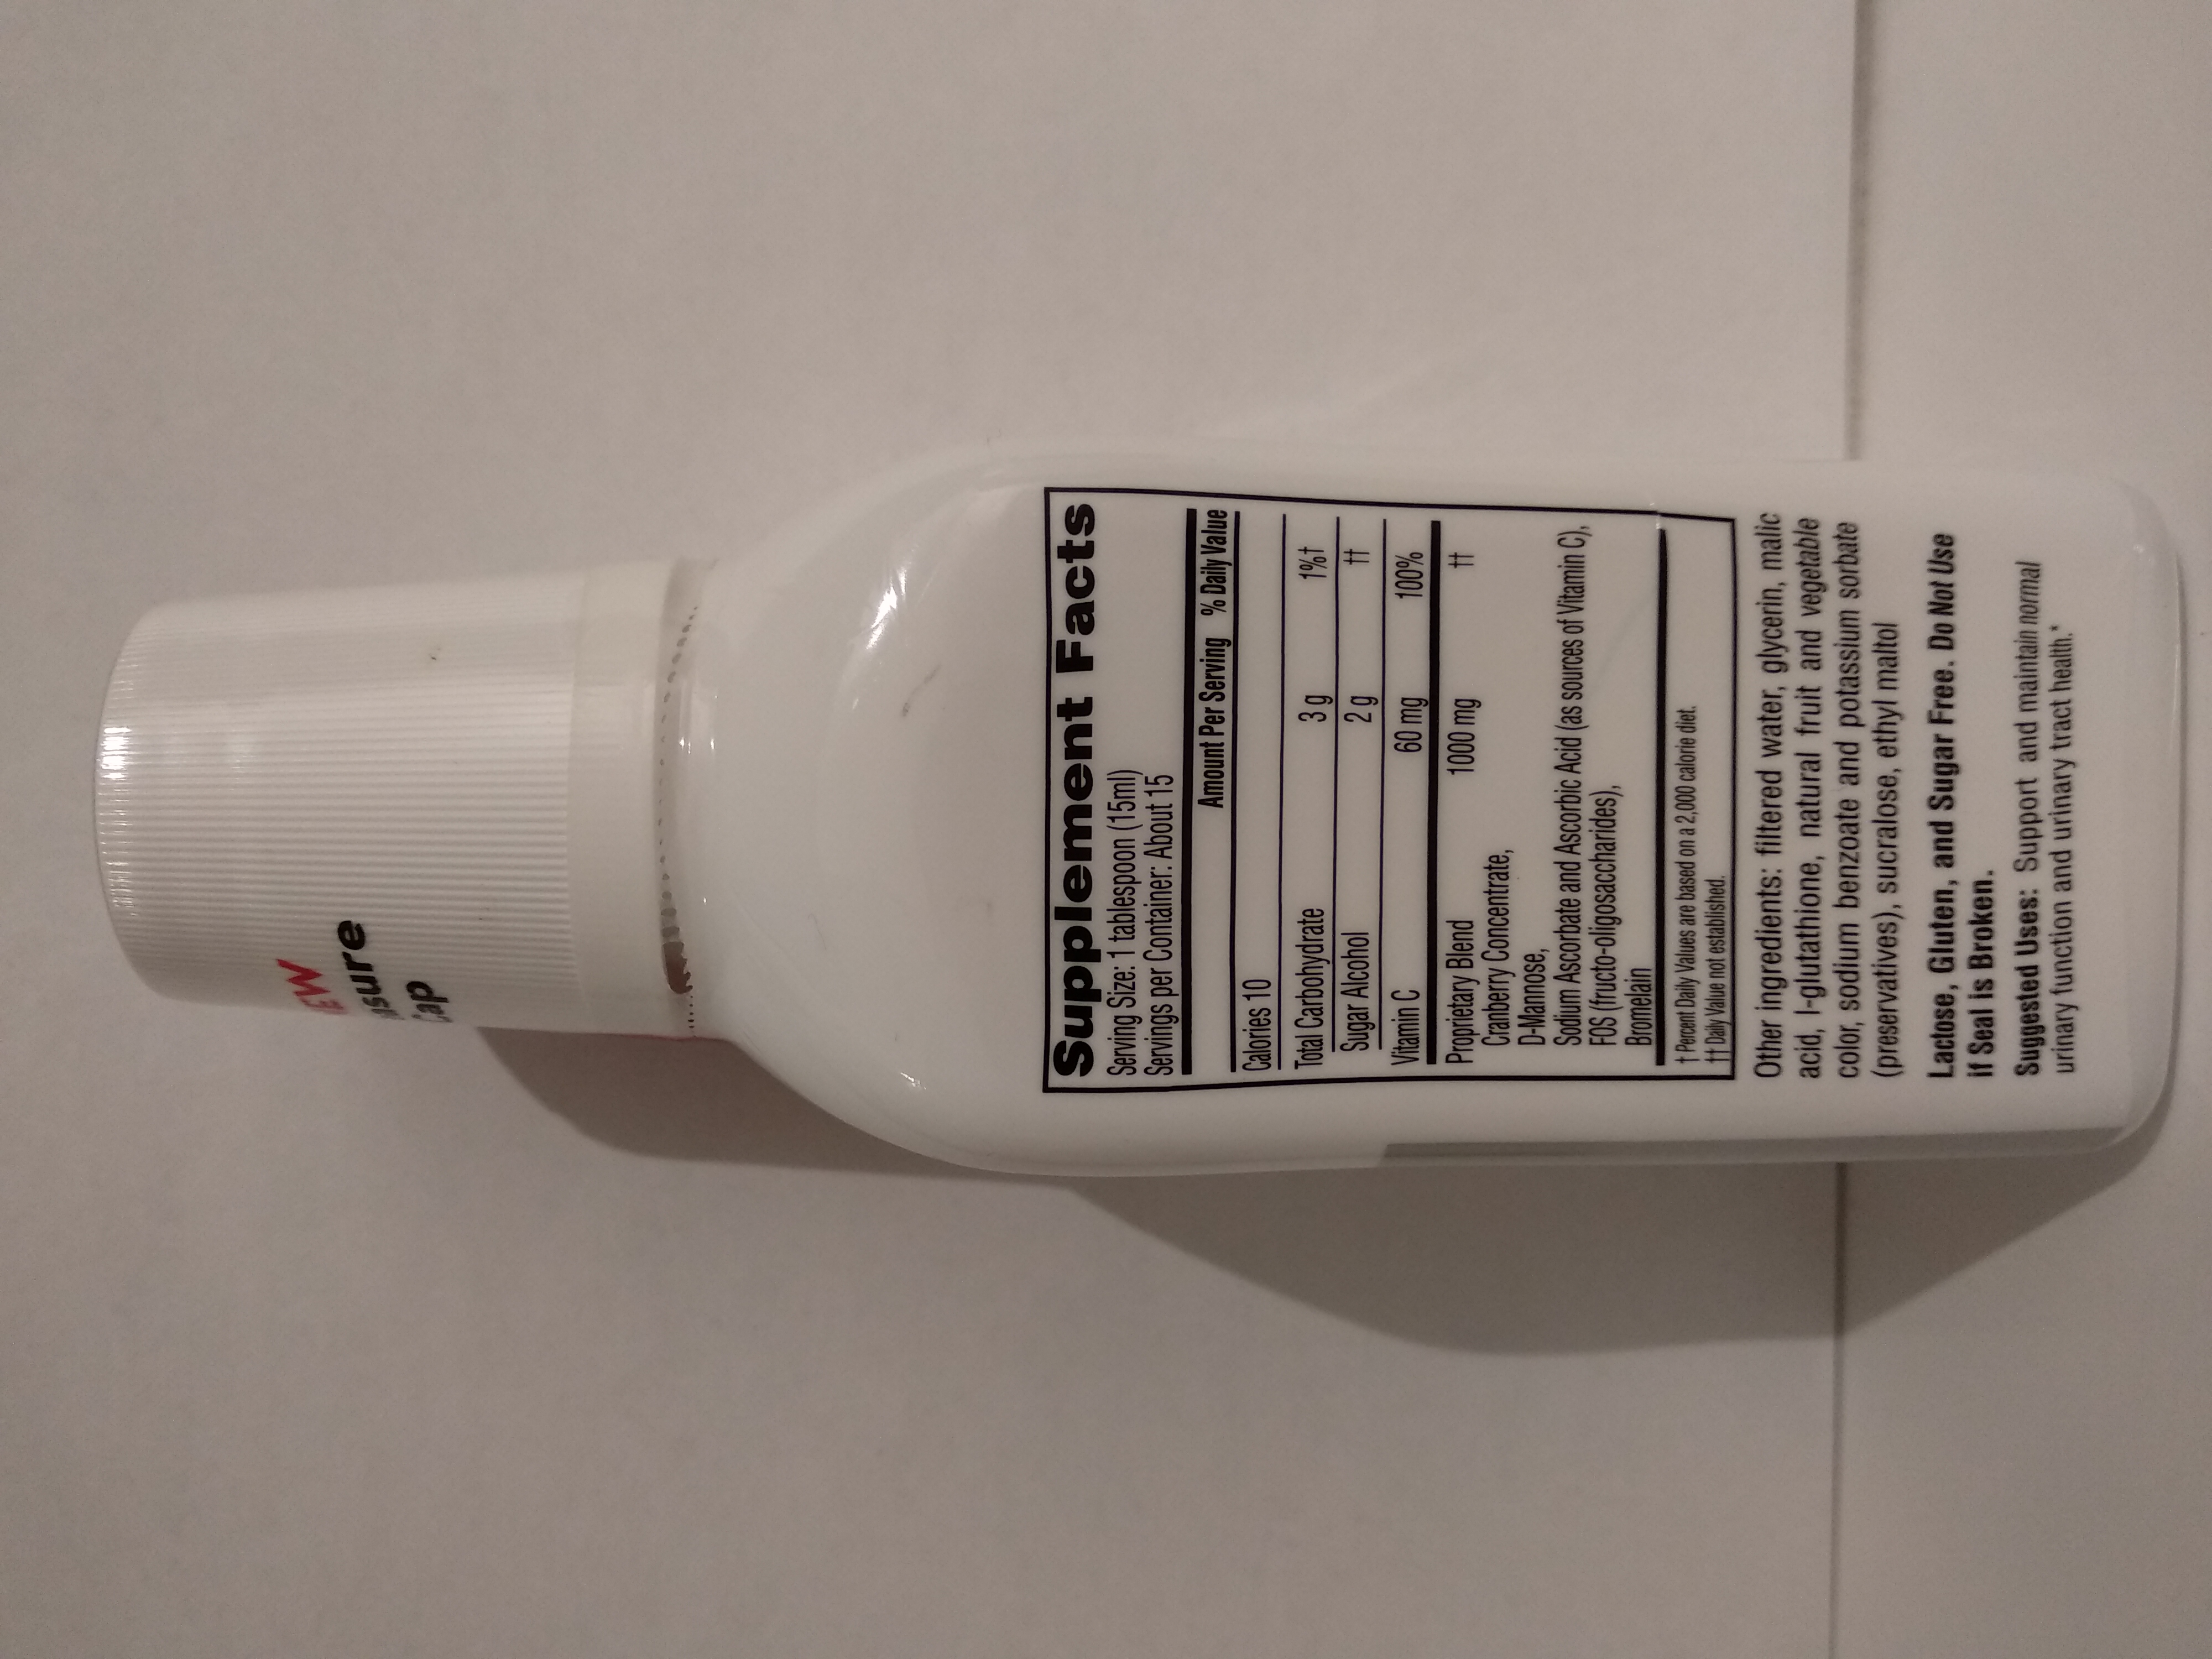 EW
asure
Cap
Supplement Facts
Serving Size: 1 tablespoon (15ml)
Servings per Container: About 15
Amount Per Serving % Daily Value
Calories 10
Total Carbohydrate 3 g 1%†
Sugar Alcohol 2 g ††
Vitamin C 60 mg 100%
Proprietary Blend 1000 mg ††
Cranberry Concentrate,
D-Mannose,
Sodium Ascorbate and Ascorbic Acid (as sources of Vitamin C),
FOS (fructo-oligosaccharides),
Bromelain
† Percent Daily Values are based on a 2,000 calorie diet.
†† Daily Value not established.
Other ingredients: filtered water, glycerin, malic
acid, l-glutathione, natural fruit and vegetable
color, sodium benzoate and potassium sorbate
(preservatives), sucralose, ethyl maltol
Lactose, Gluten, and Sugar Free. Do Not Use
if Seal is Broken.
Suggested Uses: Support and maintain normal
urinary function and urinary tract health.*